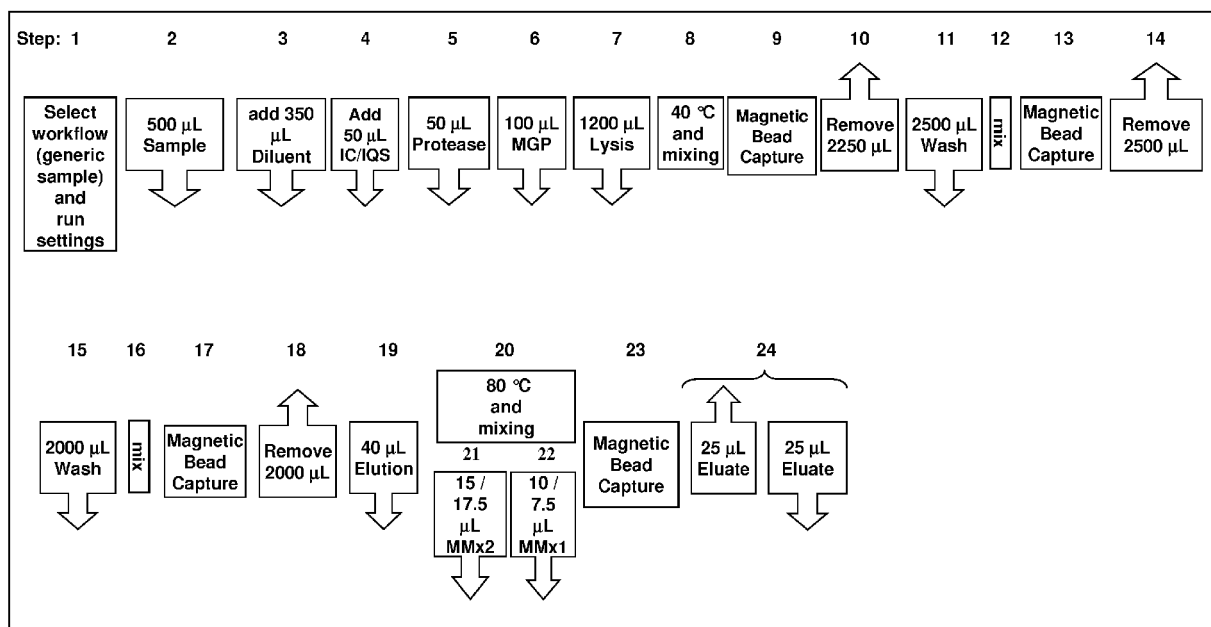 Step: 1 2 3 4 5 6 7 8 9 10 11 12 13 14
Select
workflow
(generic
sample)
and
run
settings
500 µL
Sample
add 350
µL
Diluent
Add
50 µL
IC/IQS
50 µL
Protease
100 µL
MGP
1200 µL
Lysis
40 °C
and
mixing
Magnetic
Bead
Capture
Remove
2250 µL
2500 µL
Wash
mix
Magnetic
Bead
Capture
Remove
2500 µL
15 16 17 18 19 20 23 24
2000 µL
Wash
mix
Magnetic
Bead
Capture
Remove
2000 µL
40 µL
Elution
80 °C
and
mixing
21 22
15 /
17.5
µL
MMx2
10 /
7.5
µL
MMx1
Magnetic
Bead
Capture
25 µL
Eluate
25 µL
Eluate